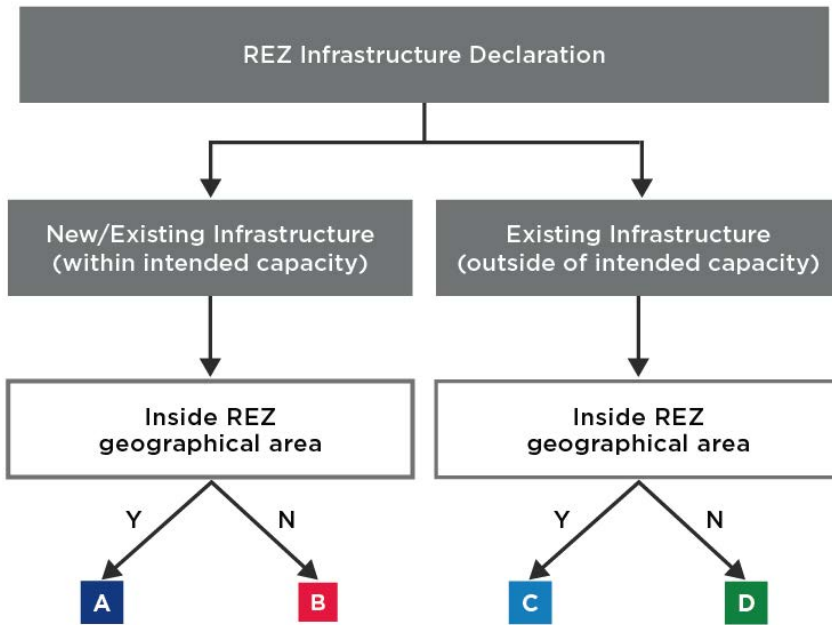 REZ Infrastructure Declaration
New/Existing Infrastructure
(within intended capacity)
Existing Infrastructure
(outside of intended capacity)
Inside REZ
geographical area
Inside REZ
geographical area
Y
N
Y
N
A
B
C
D